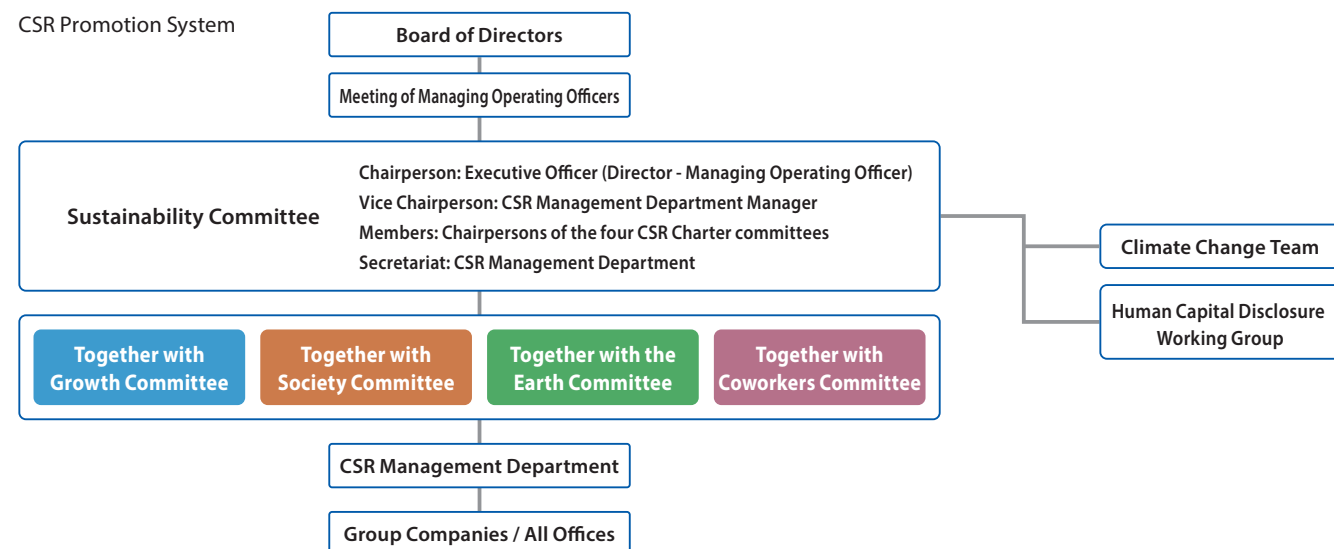 CSR Promotion System
Board of Directors
Meeting of Managing Operating Officers
Sustainability Committee
Chairperson: Executive Officer (Director - Managing Operating Officer)
Vice Chairperson: CSR Management Department Manager
Members: Chairpersons of the four CSR Charter committees
Secretariat: CSR Management Department
Climate Change Team
Human Capital Disclosure
Working Group
Together with
Growth Committee
Together with
Society Committee
Together with the
Earth Committee
Together with
Coworkers Committee
CSR Management Department
Group Companies / All Offices